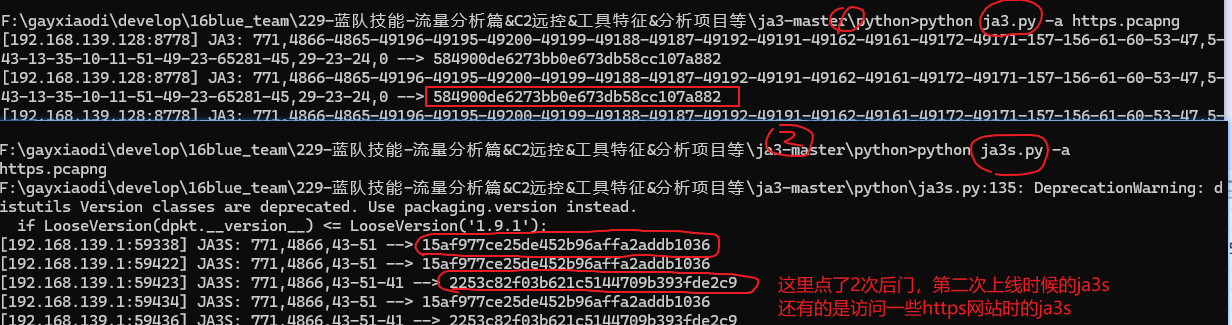 F:\gayxiaodi\develop\16blue_team\229-蓝队技能-流量分析篇&C2远控&工具特征&分析项目等\ja3-master\python>python ja3.py -a https.pcapng
[192.168.139.128:8778] JA3: 771,4866-4865-49196-49195-49200-49199-49188-49187-49192-49191-49162-49161-49172-49171-157-156-61-60-53-47,5-
43-13-35-10-11-51-49-23-65281-45,29-23-24,0 --> 584900de6273bb0e673db58cc107a882
[192.168.139.128:8778] JA3: 771,4866-4865-49196-49195-49200-49199-49188-49187-49192-49191-49162-49161-49172-49171-157-156-61-60-53-47,5-
43-13-35-10-11-51-49-23-65281-45,29-23-24,0 --> 584900de6273bb0e673db58cc107a882
[192.168.139.128:8778] JA3: 771,4866-4865-49196-49195-49200-49199-49188-49187-49192-49191-49162-49161-49172-49171-157-156-61-60-53-47,5-
2
F:\gayxiaodi\develop\16blue_team\229-蓝队技能-流量分析篇&C2远控&工具特征&分析项目等\ja3-master\python>python ja3s.py -a
https.pcapng
F:\gayxiaodi\develop\16blue_team\229-蓝队技能-流量分析篇&C2远控&工具特征&分析项目等\ja3-master\python\ja3s.py:135: DeprecationWarning: d
istutils Version classes are deprecated. Use packaging.version instead.
if LooseVersion(dpkt.__version__) <= LooseVersion('1.9.1'):
[192.168.139.1:59338] JA3S: 771,4866,43-51 --> 15af977ce25de452b96affa2addb1036
[192.168.139.1:59422] JA3S: 771,4866,43-51 --> 15af977ce25de452b96affa2addb1036
[192.168.139.1:59423] JA3S: 771,4866,43-51-41 --> 2253c82f03b621c5144709b393fde2c9
这里点了2次后门，第二次上线时候的ja3s
[192.168.139.1:59434] JA3S: 771,4866,43-51 --> 15af977ce25de452b96affa2addb1036
还有的是访问一些https网站时的ja3s
[192.168.139.1:59436] JA3S: 771,4866,43-51-41 --> 2253c82f03b621c5144709b393fde2c9